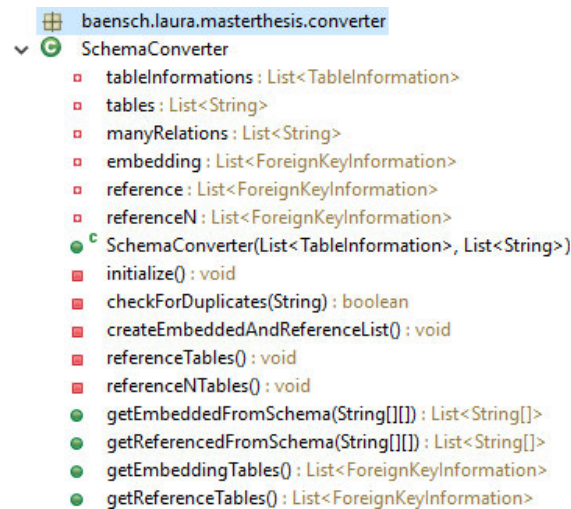 baensch.laura.masterthesis.converter
SchemaConverter
tableInformations : List<TableInformation>
tables : List<String>
manyRelations : List<String>
embedding : List<ForeignKeyInformation>
reference : List<ForeignKeyInformation>
referenceN : List<ForeignKeyInformation>
SchemaConverter(List<TableInformation>, List<String>)
initialize() : void
checkForDuplicates(String) : boolean
createEmbeddedAndReferenceList() : void
referenceTables() : void
referenceNTables() : void
getEmbeddedFromSchema(String[][]) : List<String[]>
getReferencedFromSchema(String[][]) : List<String[]>
getEmbeddingTables() : List<ForeignKeyInformation>
getReferenceTables() : List<ForeignKeyInformation>